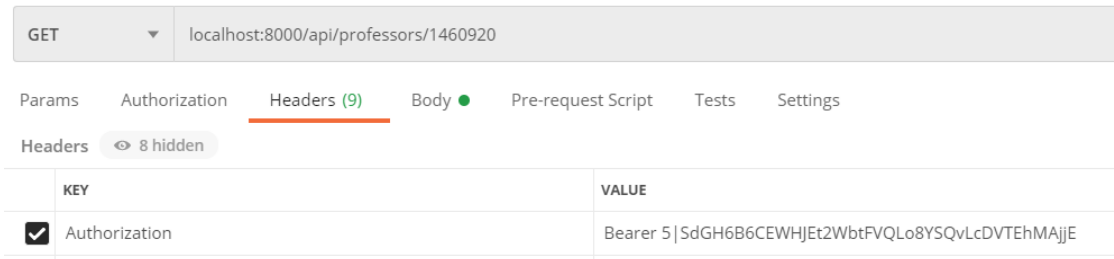 GET localhost:8000/api/professors/1460920
Params Authorization Headers (9) Body Pre-request Script Tests Settings
Headers 8 hidden
KEY VALUE
Authorization Bearer 5|SdGH6B6CEWHJEt2WbtFVQLo8YSQvLcDVTEhMAjjE